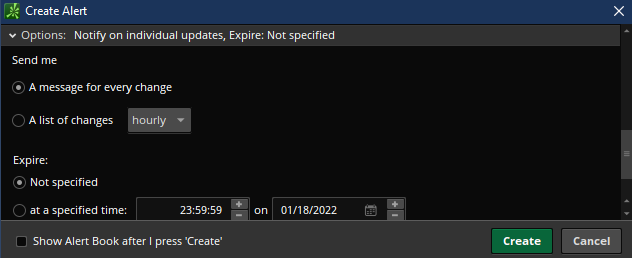 Create Alert
Options: Notify on individual updates, Expire: Not specified
Send me
A message for every change
A list of changes hourly
Expire:
Not specified
at a specified time: 23:59:59 on 01/18/2022
Show Alert Book after I press 'Create' Create Cancel